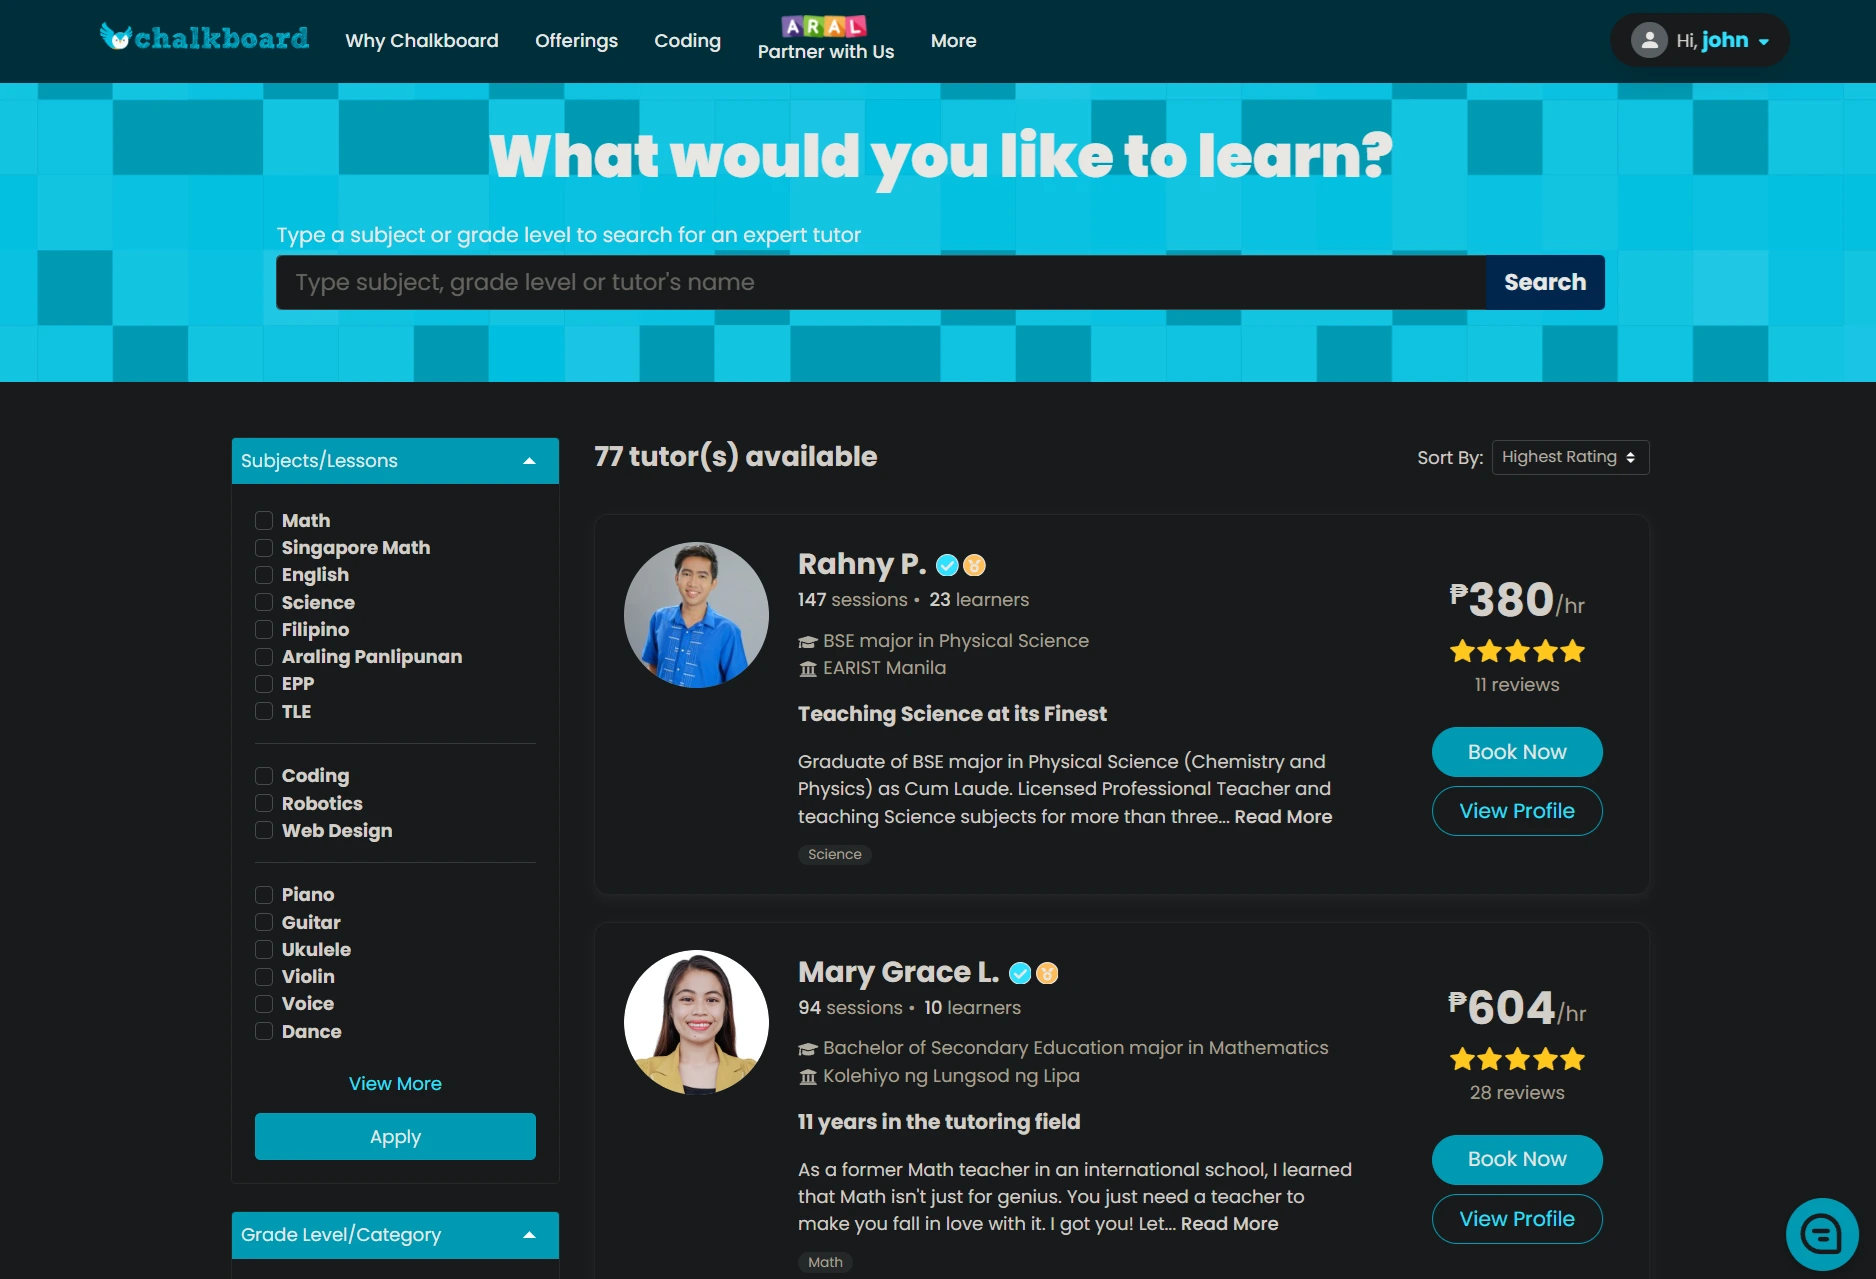 chalkboard
Why Chalkboard
Offerings
Coding
ARAL
Partner with Us
More
Hi, john
What would you like to learn?
Type a subject or grade level to search for an expert tutor
Type subject, grade level or tutor's name
Search
Subjects/Lessons
Math
Singapore Math
English
Science
Filipino
Araling Panlipunan
EPP
TLE
Coding
Robotics
Web Design
Piano
Guitar
Ukulele
Violin
Voice
Dance
View More
Apply
Grade Level/Category
77 tutor(s) available
Sort By: Highest Rating
Rahny P.
147 sessions • 23 learners
BSE major in Physical Science
EARIST Manila
Teaching Science at its Finest
Graduate of BSE major in Physical Science (Chemistry and
Physics) as Cum Laude. Licensed Professional Teacher and
teaching Science subjects for more than three... Read More
Science
₱380/hr
11 reviews
Book Now
View Profile
Mary Grace L.
94 sessions • 10 learners
Bachelor of Secondary Education major in Mathematics
Kolehiyo ng Lungsod ng Lipa
11 years in the tutoring field
As a former Math teacher in an international school, I learned
that Math isn't just for genius. You just need a teacher to
make you fall in love with it. I got you! Let... Read More
Math
₱604/hr
28 reviews
Book Now
View Profile